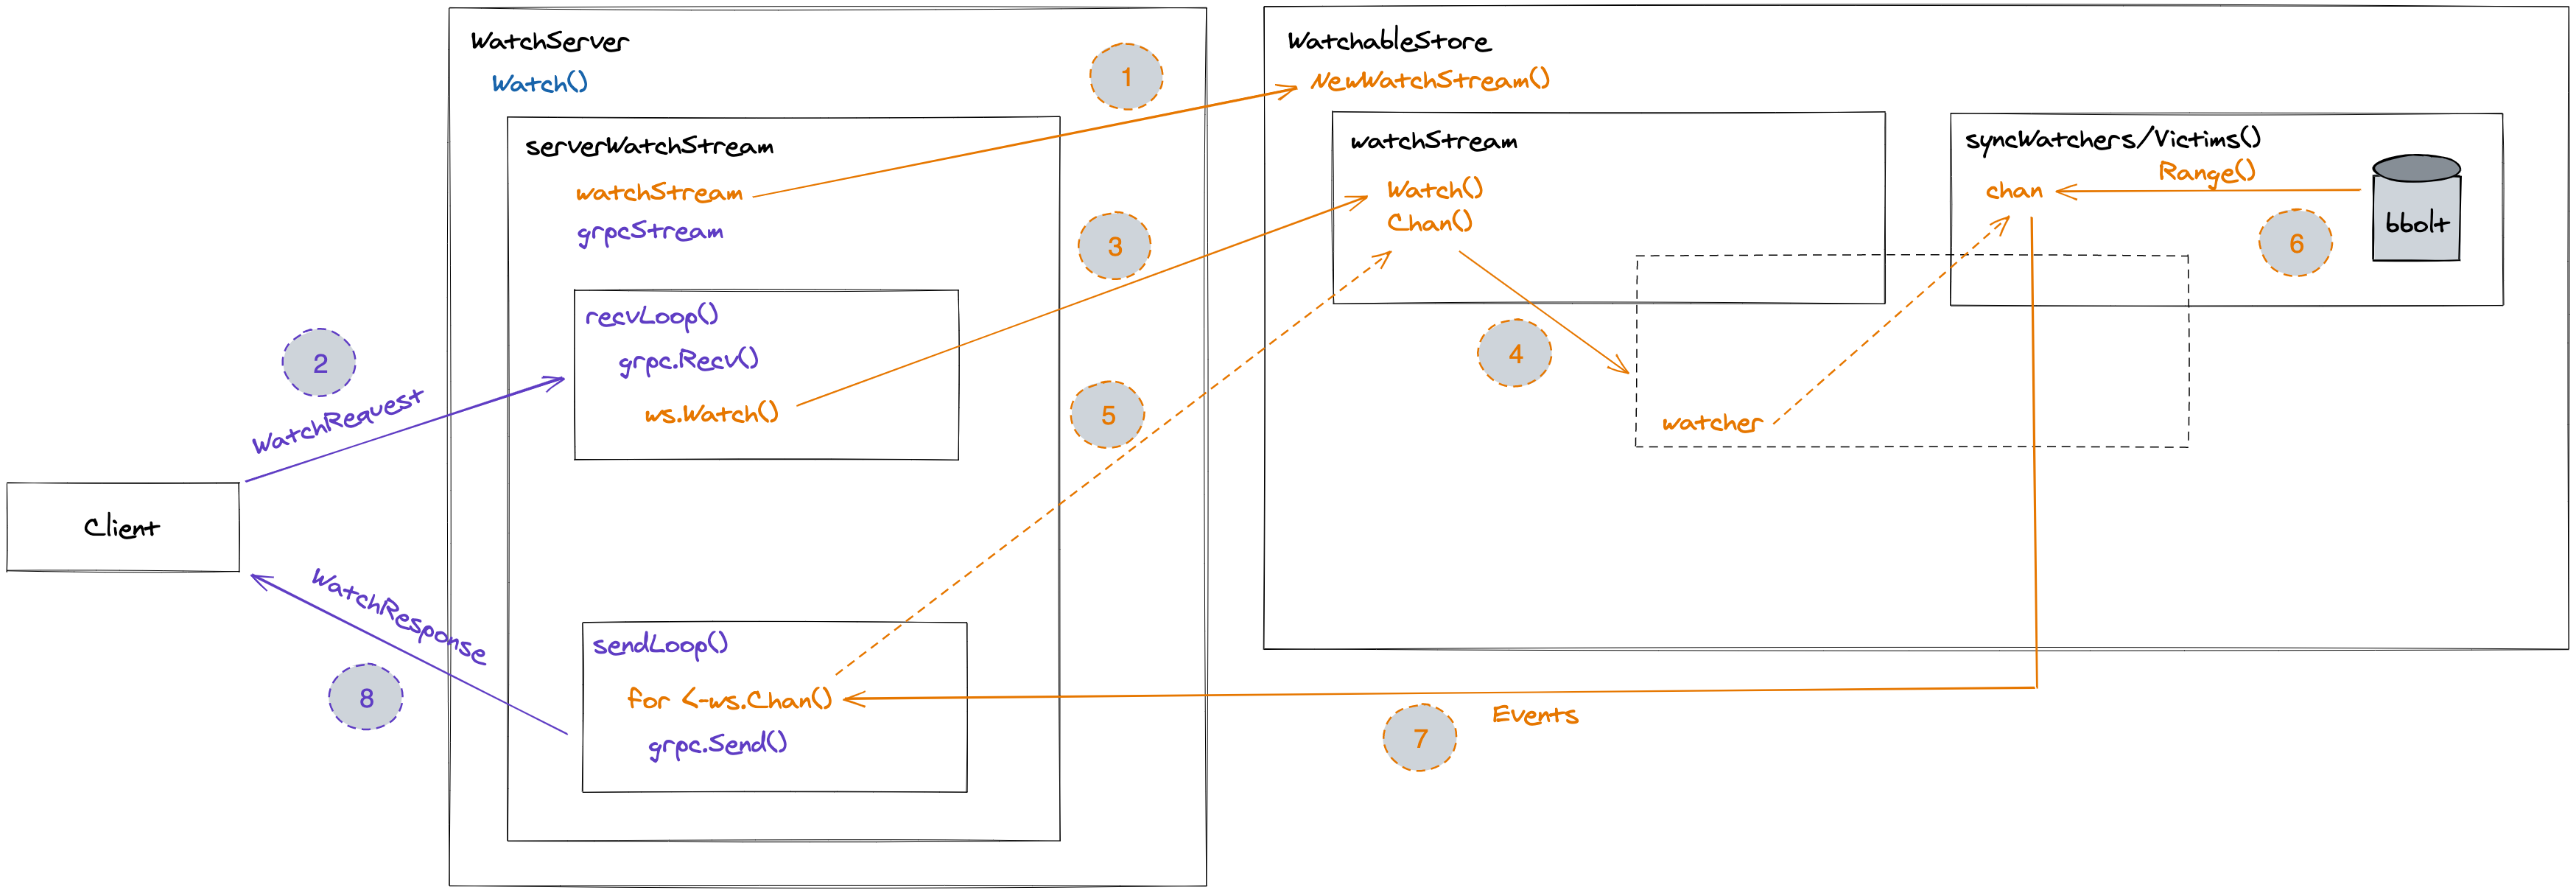 WatchServer
Watch()
1
serverWatchStream
watchStream
grpcStream
recvLoop()
grpc.Recv()
ws.Watch()
2
WatchRequest
Client
WatchResponse
8
sendLoop()
for <-ws.Chan()
grpc.Send()
3
5
WatchableStore
NewWatchStream()
watchStream
Watch()
Chan()
4
watcher
syncWatchers/Victims()
Range()
chan
bbolt
6
Events
7